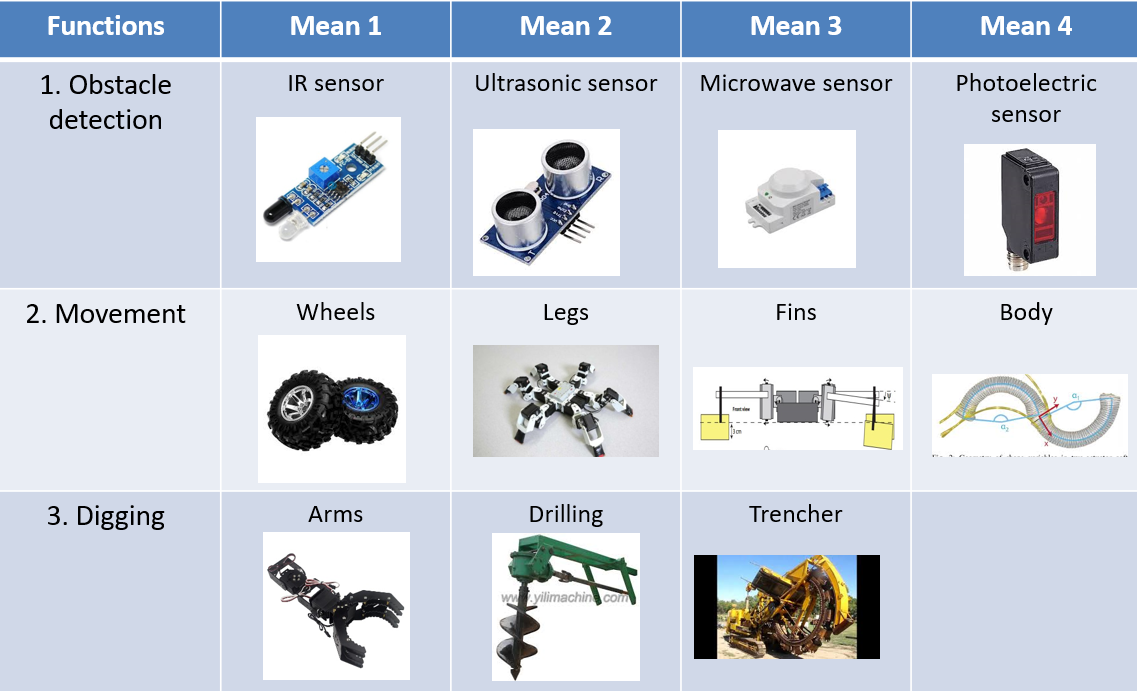 Functions
Mean 1
Mean 2
Mean 3
Mean 4
1. Obstacle
detection
IR sensor
Ultrasonic sensor
Microwave sensor
Photoelectric
sensor
2. Movement
Wheels
Legs
Fins
Body
Front view
3 cm
y
x
3. Digging
Arms
Drilling
Trencher
www.yilimachine.com